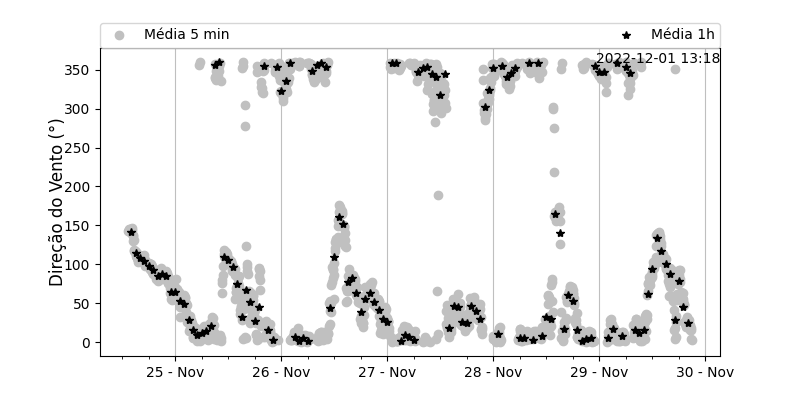 Média 5 min
Média 1h
2022-12-01 13:18
Direção do Vento (°)
350
300
250
200
150
100
50
0
25 - Nov
26 - Nov
27 - Nov
28 - Nov
29 - Nov
30 - Nov